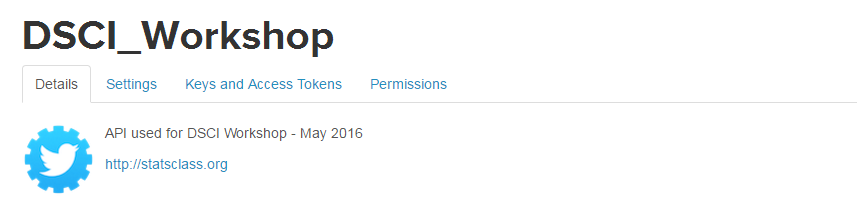 DSCI_Workshop
Details Settings Keys and Access Tokens Permissions
API used for DSCI Workshop - May 2016
http://statsclass.org